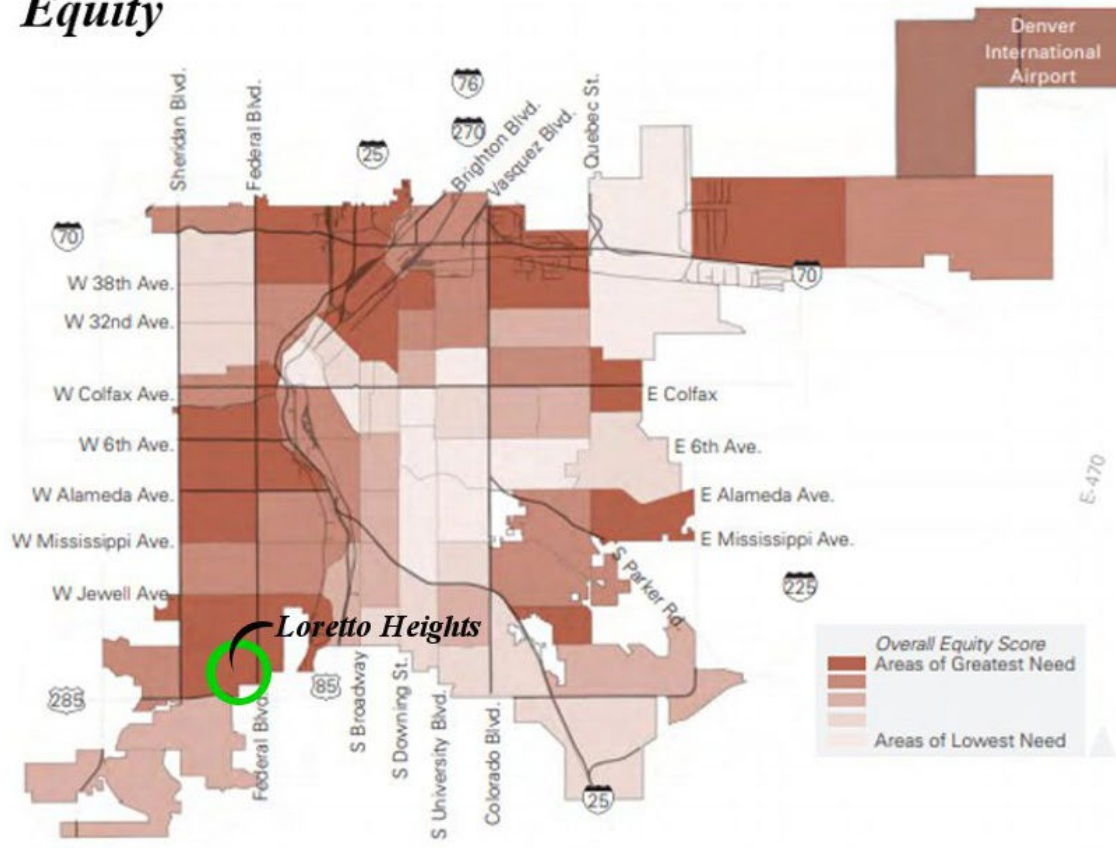 Equity
Denver
International
Airport
Sheridan Blvd.
Federal Blvd.
25
76
270
Brighton Blvd.
Vasquez Blvd.
Quebec St.
70
70
W 38th Ave.
W 32nd Ave.
W Colfax Ave.
E Colfax
W 6th Ave.
E 6th Ave.
W Alameda Ave.
E Alameda Ave.
E-470
W Mississippi Ave.
E Mississippi Ave.
S Parker Rd.
W Jewell Ave.
225
Loretto Heights
285
85
Federal Blvd.
S Broadway
S Downing St.
S University Blvd.
Colorado Blvd.
25
Overall Equity Score
Areas of Greatest Need
Areas of Lowest Need